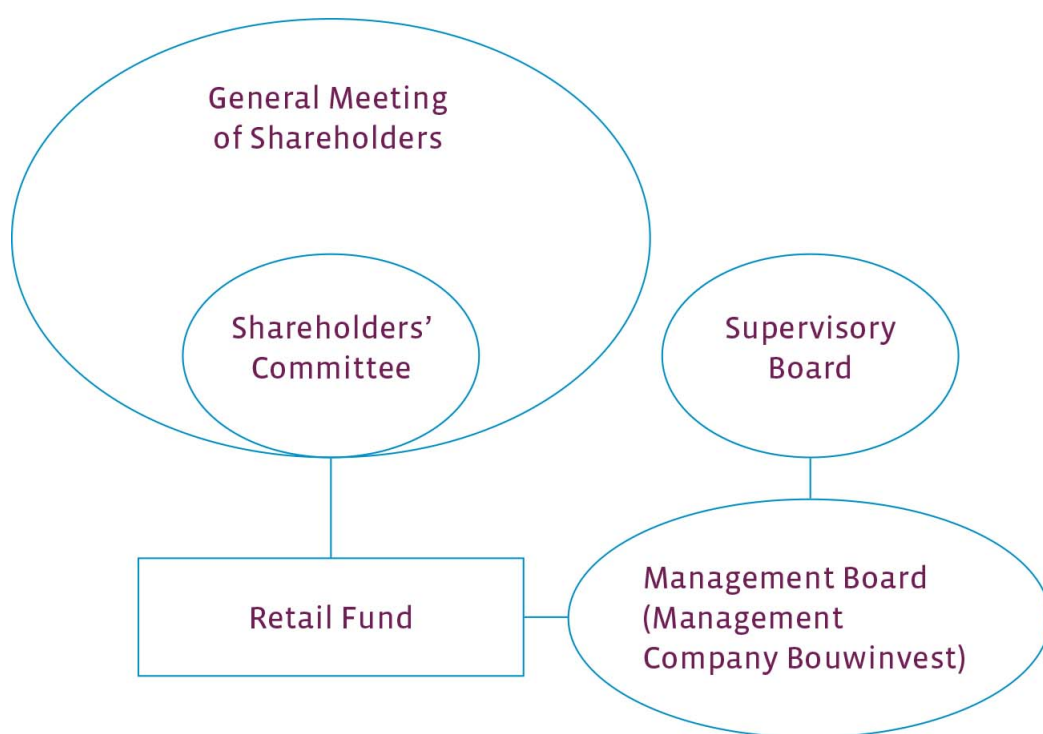 General Meeting
of Shareholders
Shareholders’
Committee
Supervisory
Board
Retail Fund
Management Board
(Management
Company Bouwinvest)